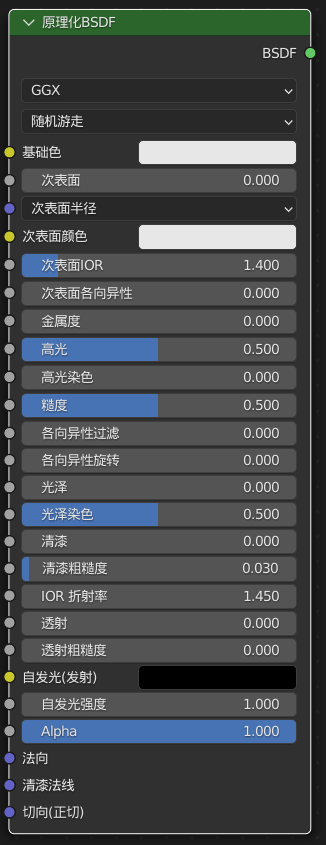 原理化BSDF
BSDF
GGX
随机游走
基础色
次表面 0.000
次表面半径
次表面颜色
次表面IOR 1.400
次表面各向异性 0.000
金属度 0.000
高光 0.500
高光染色 0.000
糙度 0.500
各向异性过滤 0.000
各向异性旋转 0.000
光泽 0.000
光泽染色 0.500
清漆 0.000
清漆粗糙度 0.030
IOR 折射率 1.450
透射 0.000
透射粗糙度 0.000
自发光(发射)
自发光强度 1.000
Alpha 1.000
法向
清漆法线
切向(正切)